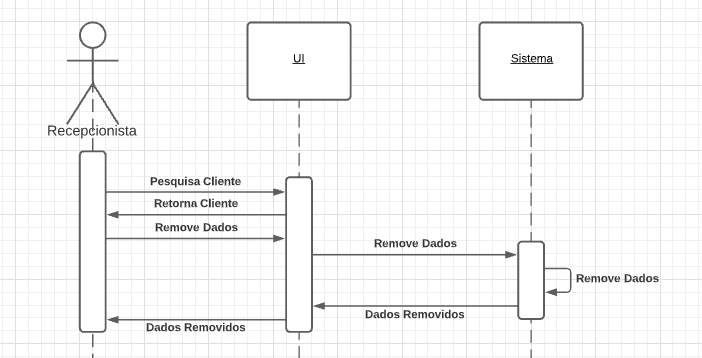 UI
Sistema
Recepcionista
Pesquisa Cliente
Retorna Cliente
Remove Dados
Remove Dados
Remove Dados
Dados Removidos
Dados Removidos